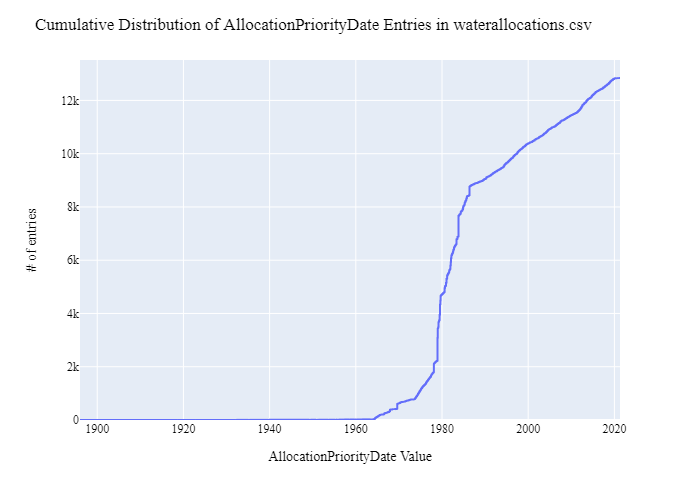 Cumulative Distribution of AllocationPriorityDate Entries in waterallocations.csv
12k
10k
8k
6k
4k
2k
0
# of entries
1900 1920 1940 1960 1980 2000 2020
AllocationPriorityDate Value